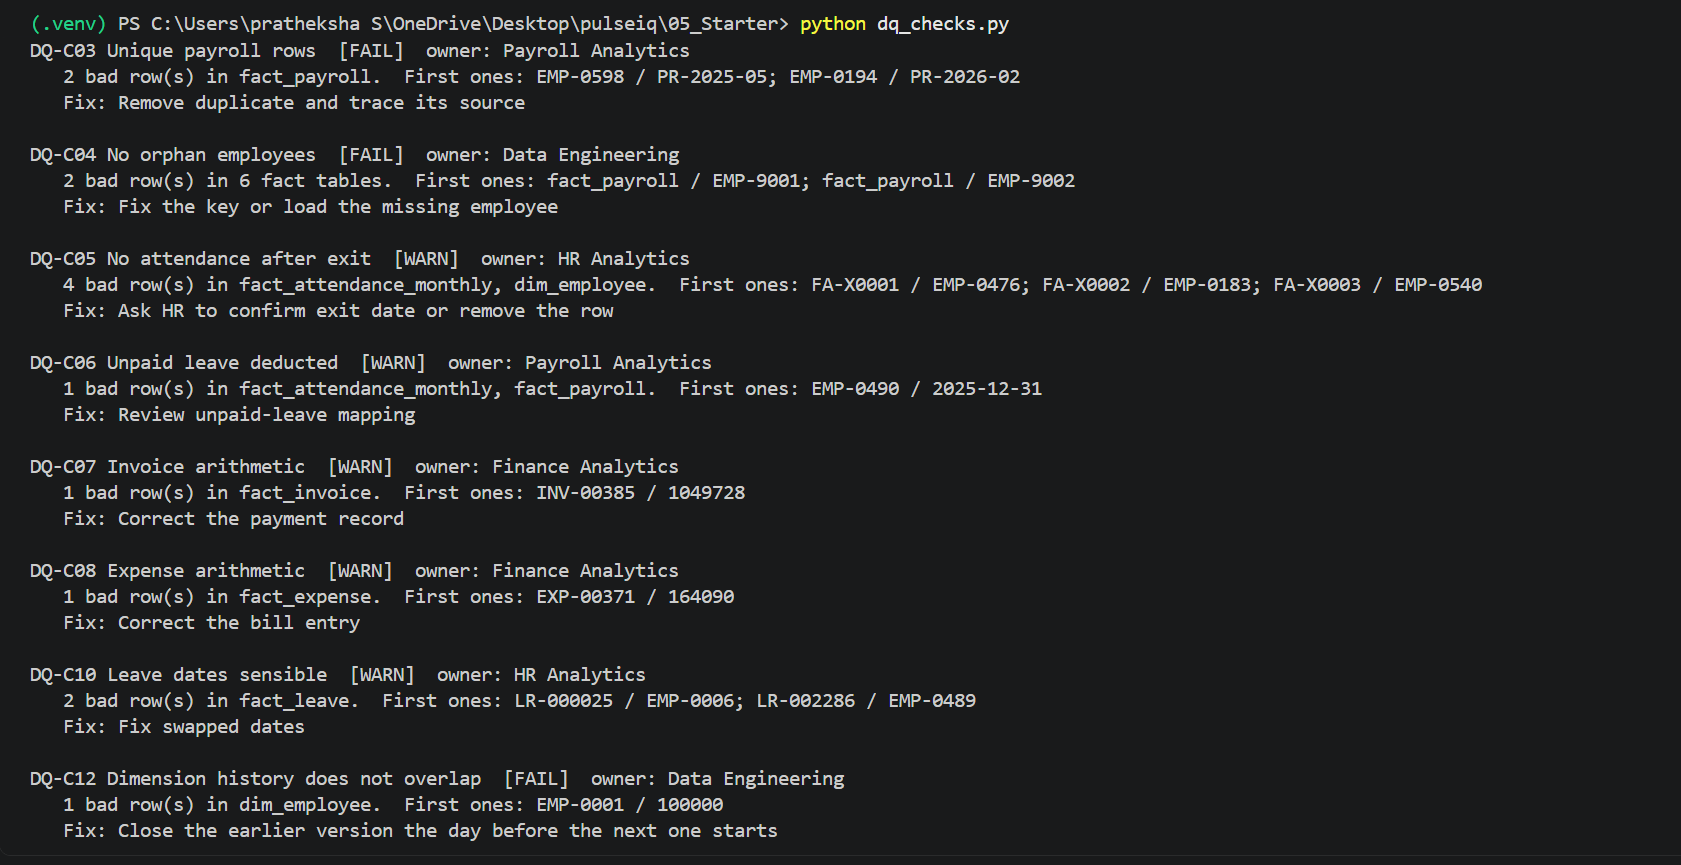 (.venv) PS C:\Users\pratheksha S\OneDrive\Desktop\pulseiq\05_Starter> python dq_checks.py
DQ-C03 Unique payroll rows  [FAIL]  owner: Payroll Analytics
   2 bad row(s) in fact_payroll.  First ones: EMP-0598 / PR-2025-05; EMP-0194 / PR-2026-02
   Fix: Remove duplicate and trace its source
DQ-C04 No orphan employees  [FAIL]  owner: Data Engineering
   2 bad row(s) in 6 fact tables.  First ones: fact_payroll / EMP-9001; fact_payroll / EMP-9002
   Fix: Fix the key or load the missing employee
DQ-C05 No attendance after exit  [WARN]  owner: HR Analytics
   4 bad row(s) in fact_attendance_monthly, dim_employee.  First ones: FA-X0001 / EMP-0476; FA-X0002 / EMP-0183; FA-X0003 / EMP-0540
   Fix: Ask HR to confirm exit date or remove the row
DQ-C06 Unpaid leave deducted  [WARN]  owner: Payroll Analytics
   1 bad row(s) in fact_attendance_monthly, fact_payroll.  First ones: EMP-0490 / 2025-12-31
   Fix: Review unpaid-leave mapping
DQ-C07 Invoice arithmetic  [WARN]  owner: Finance Analytics
   1 bad row(s) in fact_invoice.  First ones: INV-00385 / 1049728
   Fix: Correct the payment record
DQ-C08 Expense arithmetic  [WARN]  owner: Finance Analytics
   1 bad row(s) in fact_expense.  First ones: EXP-00371 / 164090
   Fix: Correct the bill entry
DQ-C10 Leave dates sensible  [WARN]  owner: HR Analytics
   2 bad row(s) in fact_leave.  First ones: LR-000025 / EMP-0006; LR-002286 / EMP-0489
   Fix: Fix swapped dates
DQ-C12 Dimension history does not overlap  [FAIL]  owner: Data Engineering
   1 bad row(s) in dim_employee.  First ones: EMP-0001 / 100000
   Fix: Close the earlier version the day before the next one starts